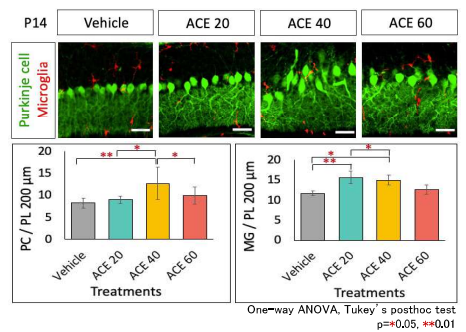 P14 Vehicle ACE 20 ACE 40 ACE 60
Purkinje cell
Microglia
PC / PL 200 μm
20
15
10
5
0
** * *
Vehicle ACE 20 ACE 40 ACE 60
Treatments
MG / PL 200 μm
20
15
10
5
0
* ** *
Vehicle ACE 20 ACE 40 ACE 60
Treatments
One-way ANOVA, Tukey's posthoc test
p=*0.05, **0.01